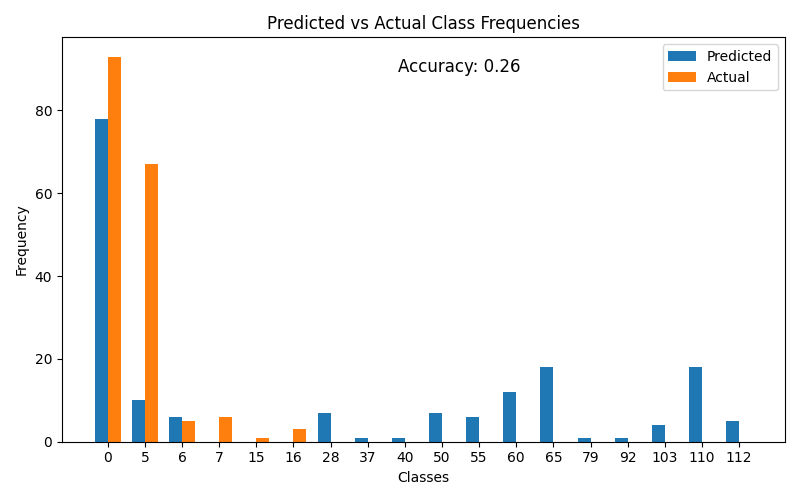 Predicted vs Actual Class Frequencies
Accuracy: 0.26
Predicted
Actual
Frequency
80
60
40
20
0
0 5 6 7 15 16 28 37 40 50 55 60 65 79 92 103 110 112
Classes